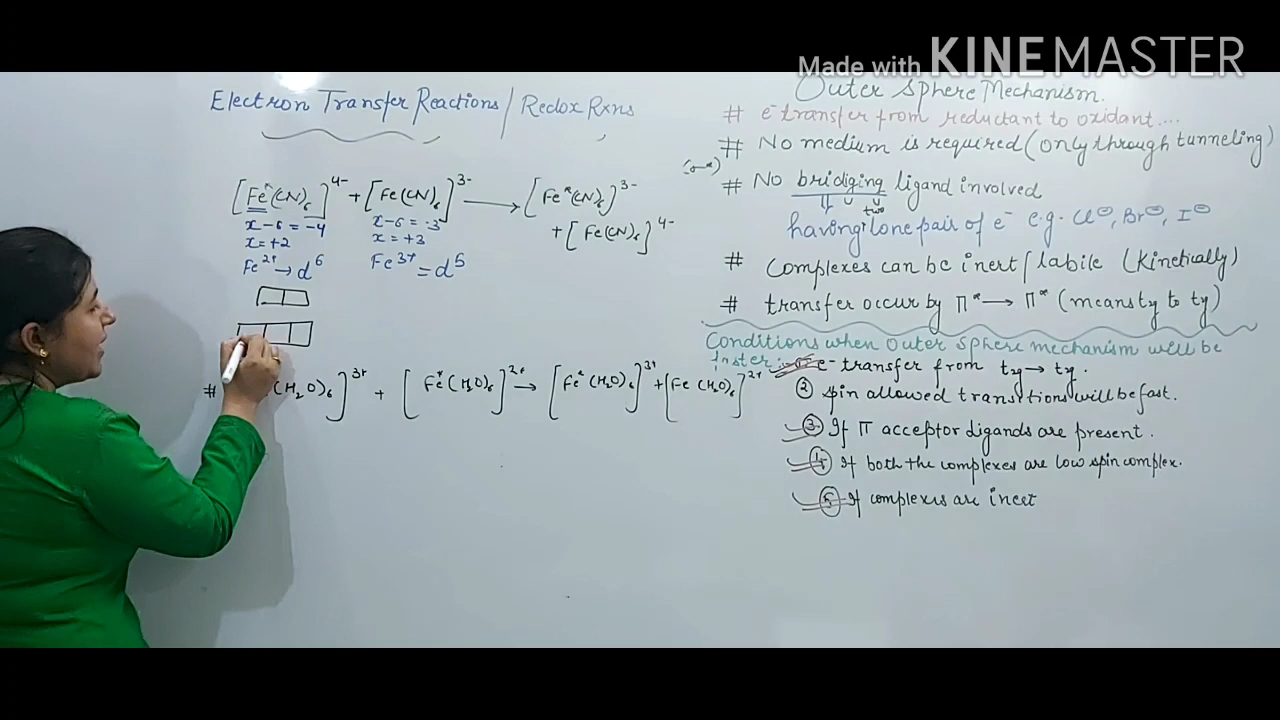 Made with KINEMASTER
Electron Transfer Reactions / Redox Rxns
[Fe*(CN)6]4- + [Fe(CN)6]3- → [Fe*(CN)6]3-
+ [Fe(CN)6]4-
x-6 = -4
x = +2
Fe2+ → d6
x-6 = -3
x = +3
Fe3+ = d5
# (H2O)6]3+ + [Fe*(H2O)6]2+ → [Fe*(H2O)6]3+ + [Fe(H2O)6]2+
Outer Sphere Mechanism.
# e- transfer from reductant to oxidant....
# No medium is required (only through tunneling)
# No bridging ligand involved
two
having lone pair of e- e.g. Cl⊖, Br⊖, I⊖
# Complexes can be inert / labile (Kinetically)
# transfer occur by π* → π* (means t2g to t2g)
Conditions when Outer Sphere mechanism will be
faster :- e- transfer from t2g → t2g.
② Spin allowed transitions will be fast.
③ If π acceptor ligands are present.
④ If both the complexes are low spin complex.
⑤ If complexes are inert